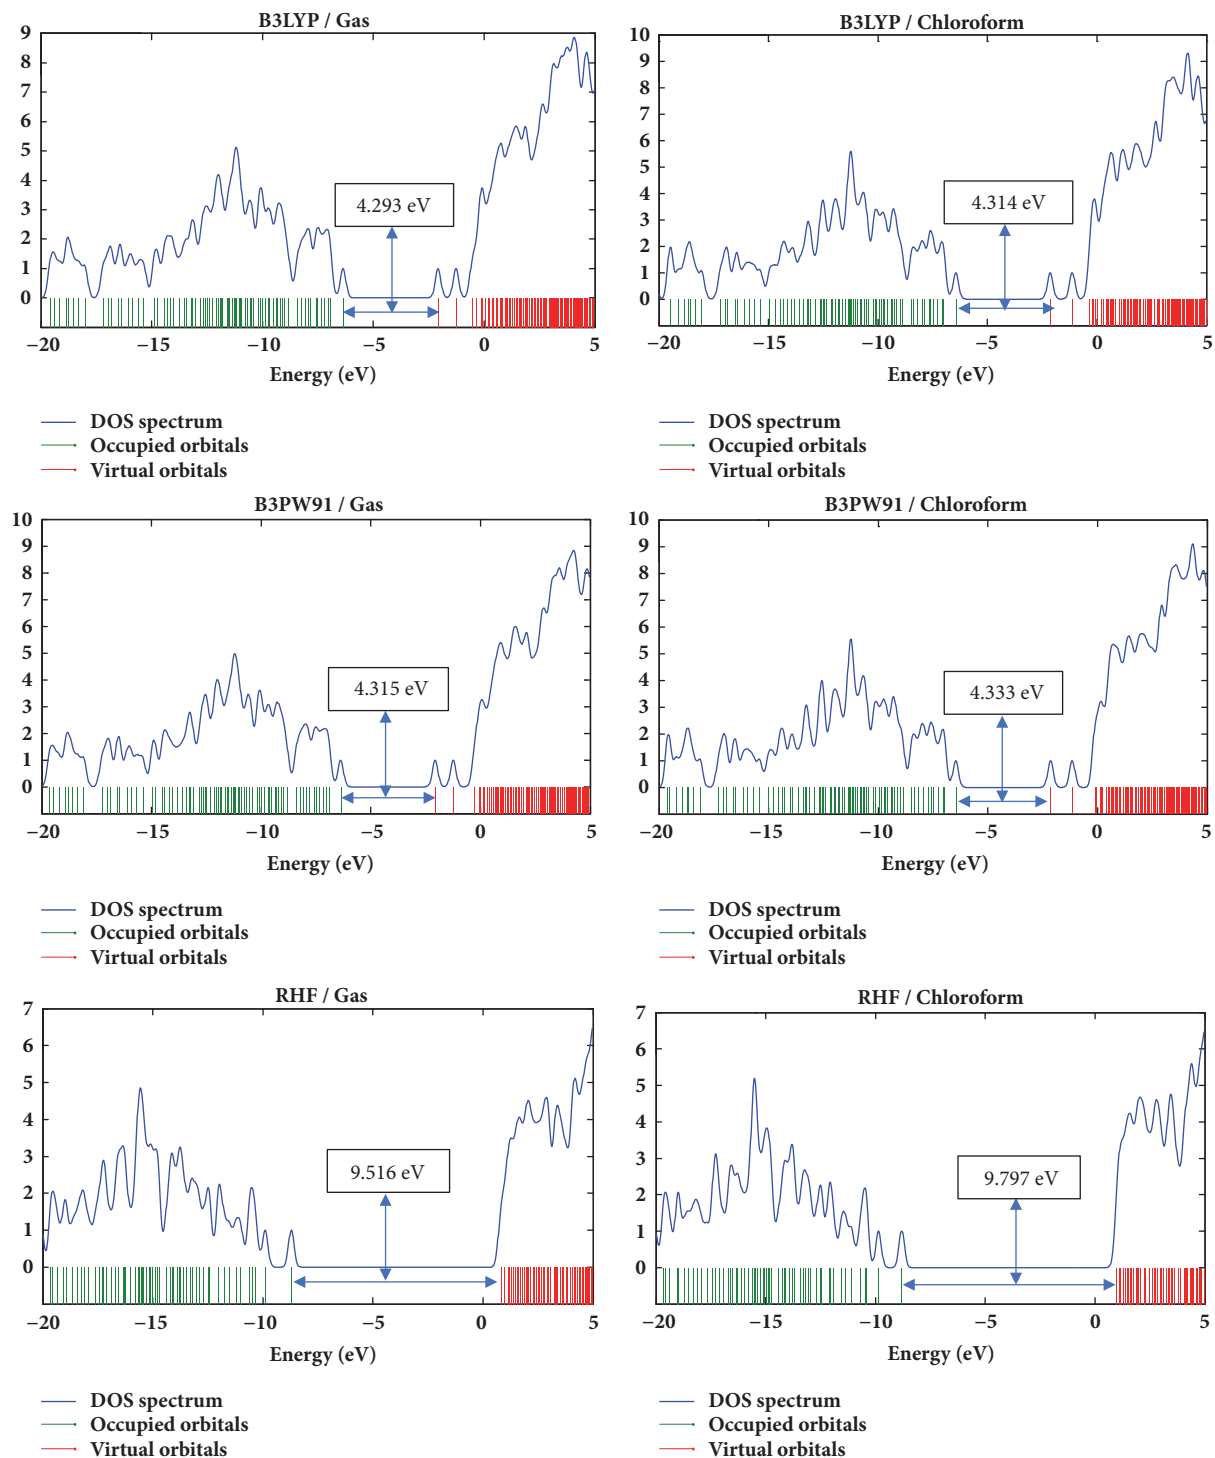 B3LYP / Gas
9
8
7
6
5
4
3
2
1
0
4.293 eV
−20 −15 −10 −5 0 5
Energy (eV)
DOS spectrum
Occupied orbitals
Virtual orbitals
B3LYP / Chloroform
10
9
8
7
6
5
4
3
2
1
0
4.314 eV
−20 −15 −10 −5 0 5
Energy (eV)
DOS spectrum
Occupied orbitals
Virtual orbitals
B3PW91 / Gas
10
9
8
7
6
5
4
3
2
1
0
4.315 eV
−20 −15 −10 −5 0 5
Energy (eV)
DOS spectrum
Occupied orbitals
Virtual orbitals
B3PW91 / Chloroform
10
9
8
7
6
5
4
3
2
1
0
4.333 eV
−20 −15 −10 −5 0 5
Energy (eV)
DOS spectrum
Occupied orbitals
Virtual orbitals
RHF / Gas
7
6
5
4
3
2
1
0
9.516 eV
−20 −15 −10 −5 0 5
Energy (eV)
DOS spectrum
Occupied orbitals
Virtual orbitals
RHF / Chloroform
7
6
5
4
3
2
1
0
9.797 eV
−20 −15 −10 −5 0 5
Energy (eV)
DOS spectrum
Occupied orbitals
Virtual orbitals